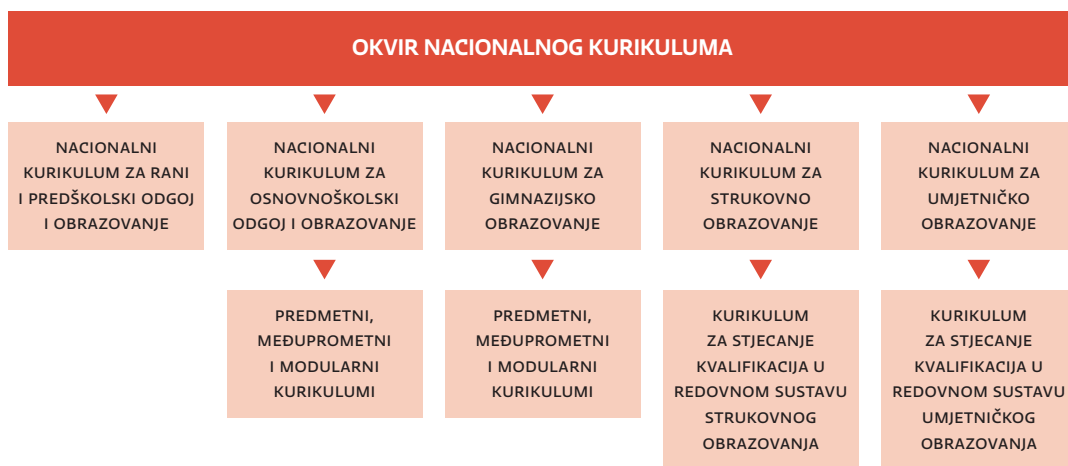 OKVIR NACIONALNOG KURIKULUMA
NACIONALNI
KURIKULUM ZA RANI
I PREDŠKOLSKI ODGOJ
I OBRAZOVANJE
NACIONALNI
KURIKULUM ZA
OSNOVNOŠKOLSKI
ODGOJ I OBRAZOVANJE
NACIONALNI
KURIKULUM ZA
GIMNAZIJSKO
OBRAZOVANJE
NACIONALNI
KURIKULUM ZA
STRUKOVNO
OBRAZOVANJE
NACIONALNI
KURIKULUM ZA
UMJETNIČKO
OBRAZOVANJE
PREDMETNI,
MEĐUPROMETNI
I MODULARNI
KURIKULUMI
PREDMETNI,
MEĐUPROMETNI
I MODULARNI
KURIKULUMI
KURIKULUM
ZA STJECANJE
KVALIFIKACIJA U
REDOVNOM SUSTAVU
STRUKOVNOG
OBRAZOVANJA
KURIKULUM
ZA STJECANJE
KVALIFIKACIJA U
REDOVNOM SUSTAVU
UMJETNIČKOG
OBRAZOVANJA